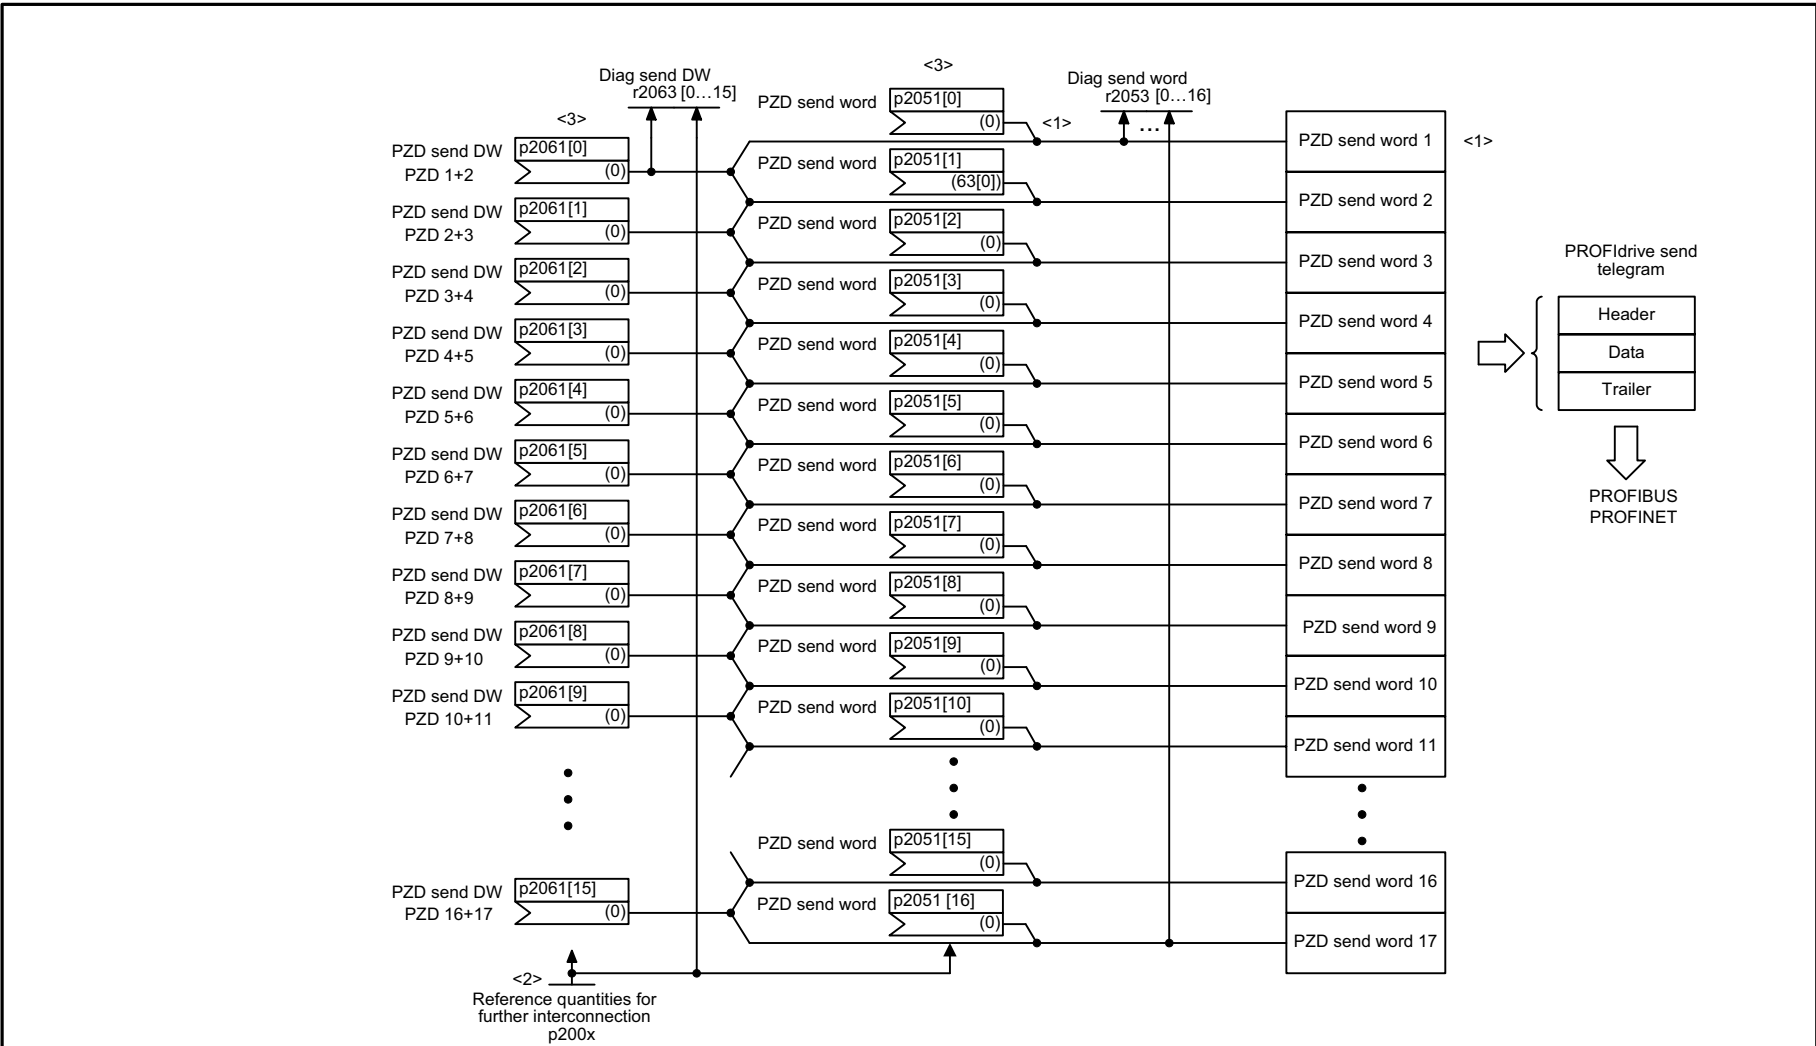 <3>
Diag send DW
r2063 [0…15]
Diag send word
r2053 [0…16]
<3>
<1>
...
PZD send DW
PZD 1+2
p2061[0]
(0)
PZD send DW
PZD 2+3
p2061[1]
(0)
PZD send DW
PZD 3+4
p2061[2]
(0)
PZD send DW
PZD 4+5
p2061[3]
(0)
PZD send DW
PZD 5+6
p2061[4]
(0)
PZD send DW
PZD 6+7
p2061[5]
(0)
PZD send DW
PZD 7+8
p2061[6]
(0)
PZD send DW
PZD 8+9
p2061[7]
(0)
PZD send DW
PZD 9+10
p2061[8]
(0)
PZD send DW
PZD 10+11
p2061[9]
(0)
PZD send DW
PZD 16+17
p2061[15]
(0)
<2>
Reference quantities for
further interconnection
p200x
PZD send word
p2051[0]
(0)
PZD send word
p2051[1]
(63[0])
PZD send word
p2051[2]
(0)
PZD send word
p2051[3]
(0)
PZD send word
p2051[4]
(0)
PZD send word
p2051[5]
(0)
PZD send word
p2051[6]
(0)
PZD send word
p2051[7]
(0)
PZD send word
p2051[8]
(0)
PZD send word
p2051[9]
(0)
PZD send word
p2051[10]
(0)
PZD send word
p2051[15]
(0)
PZD send word
p2051 [16]
(0)
PZD send word 1
<1>
PZD send word 2
PZD send word 3
PZD send word 4
PZD send word 5
PZD send word 6
PZD send word 7
PZD send word 8
PZD send word 9
PZD send word 10
PZD send word 11
PZD send word 16
PZD send word 17
PROFIdrive send
telegram
Header
Data
Trailer
PROFIBUS
PROFINET